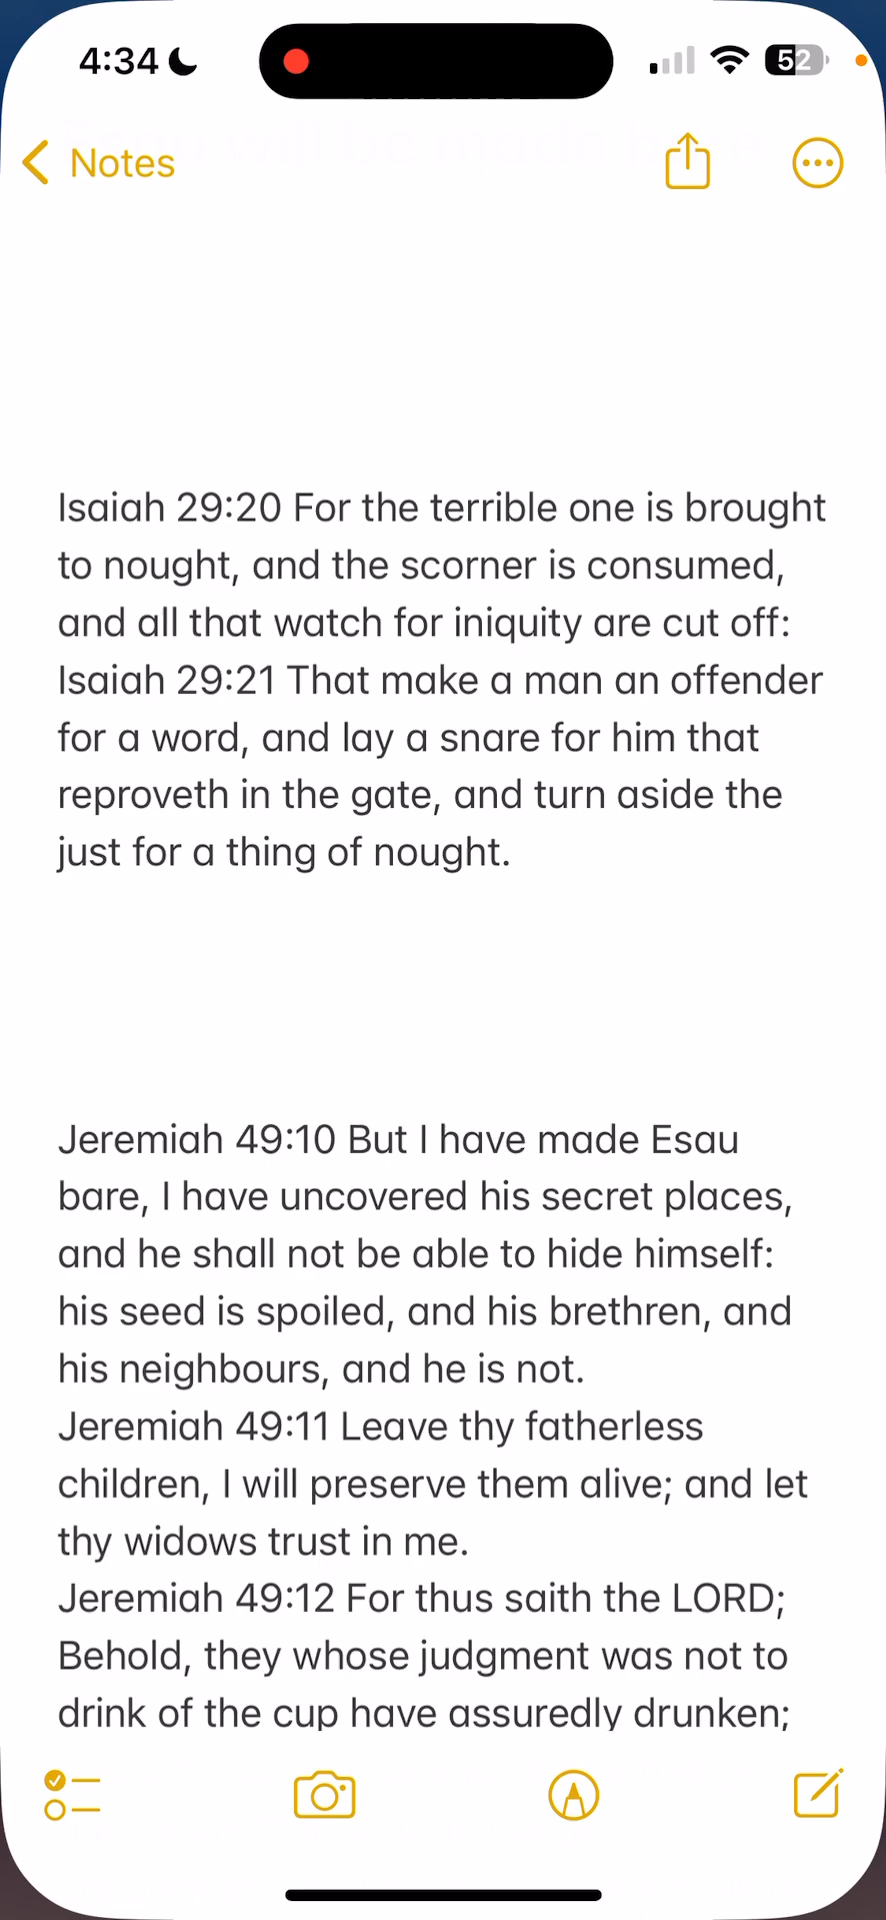 4:34
52
Notes
Isaiah 29:20 For the terrible one is brought
to nought, and the scorner is consumed,
and all that watch for iniquity are cut off:
Isaiah 29:21 That make a man an offender
for a word, and lay a snare for him that
reproveth in the gate, and turn aside the
just for a thing of nought.
Jeremiah 49:10 But I have made Esau
bare, I have uncovered his secret places,
and he shall not be able to hide himself:
his seed is spoiled, and his brethren, and
his neighbours, and he is not.
Jeremiah 49:11 Leave thy fatherless
children, I will preserve them alive; and let
thy widows trust in me.
Jeremiah 49:12 For thus saith the LORD;
Behold, they whose judgment was not to
drink of the cup have assuredly drunken;